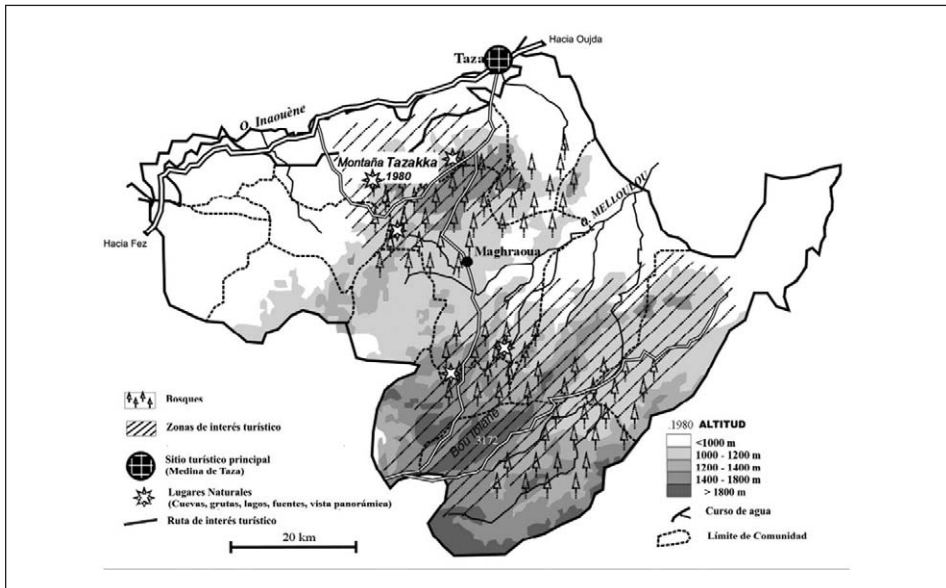 Hacia Oujda
Taza
O. Inaouène
Montaña Tazakka
1980
O. MELLOULOU
Hacia Fez
Maghraoua
Bou Iblane
3172
Bosques
Zonas de interés turístico
Sitio turístico principal
(Medina de Taza)
Lugares Naturales
(Cuevas, grutas, lagos, fuentes, vista panorámica)
Ruta de interés turístico
20 km
.1980 ALTITUD
<1000 m
1000 - 1200 m
1200 - 1400 m
1400 - 1800 m
> 1800 m
Curso de agua
Límite de Comunidad